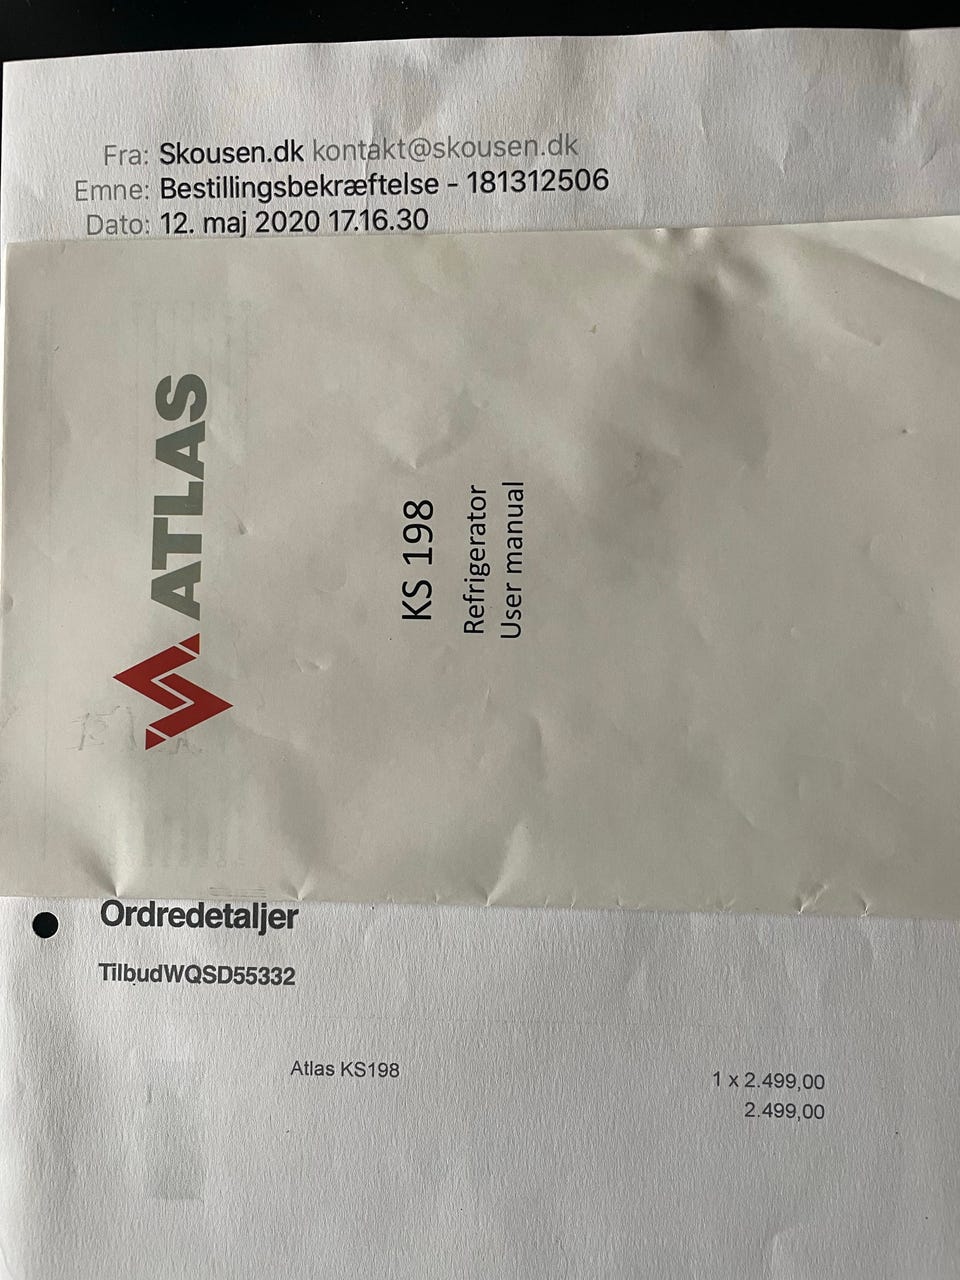 Fra: Skousen.dk kontakt@skousen.dk
Emne: Bestillingsbekræftelse - 181312506
Dato: 12. maj 2020 17.16.30
ATLAS
KS 198
Refrigerator
User manual
Ordredetaljer
TilbudWQSD55332
Atlas KS198
1 x 2.499,00
2.499,00